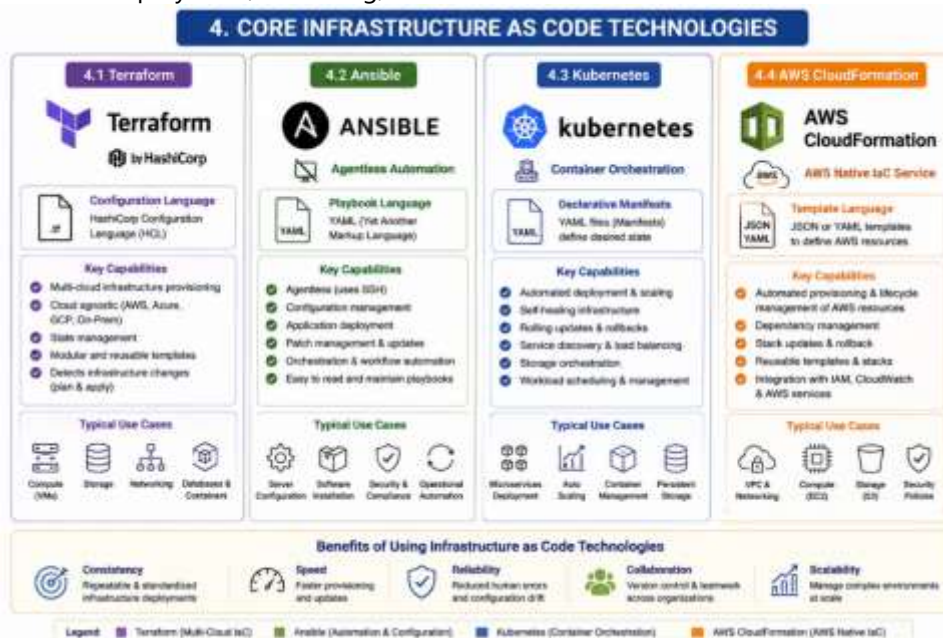 4. CORE INFRASTRUCTURE AS CODE TECHNOLOGIES
4.1 Terraform
Terraform
by HashiCorp
Configuration Language
HashiCorp Configuration
Language (HCL)
Key Capabilities
Multi-cloud infrastructure provisioning
Cloud agnostic (AWS, Azure,
GCP, On-Prem)
State management
Modular and reusable templates
Detects infrastructure changes
(plan & apply)
Typical Use Cases
Compute
(VMs)
Storage
Networking
Databases &
Containers
4.2 Ansible
ANSIBLE
Agentless Automation
YAML
Playbook Language
YAML (Yet Another
Markup Language)
Key Capabilities
Agentless (uses SSH)
Configuration management
Application deployment
Patch management & updates
Orchestration & workflow automation
Easy to read and maintain playbooks
Typical Use Cases
Server
Configuration
Software
Installation
Security &
Compliance
Operational
Automation
4.3 Kubernetes
kubernetes
Container Orchestration
YAML
Declarative Manifests
YAML files (Manifests)
define desired state
Key Capabilities
Automated deployment & scaling
Self-healing infrastructure
Rolling updates & rollbacks
Service discovery & load balancing
Storage orchestration
Workload scheduling & management
Typical Use Cases
Microservices
Deployment
Auto
Scaling
Container
Management
Persistent
Storage
4.4 AWS CloudFormation
AWS
CloudFormation
aws
AWS Native IaC Service
JSON
YAML
Template Language
JSON or YAML templates
to define AWS resources
Key Capabilities
Automated provisioning & lifecycle
management of AWS resources
Dependency management
Stack updates & rollback
Reusable templates & stacks
Integration with IAM, CloudWatch
& AWS services
Typical Use Cases
VPC &
Networking
Compute
(EC2)
Storage
(S3)
Security
Policies
Benefits of Using Infrastructure as Code Technologies
Consistency
Repeatable & standardized
infrastructure deployments
Speed
Faster provisioning
and updates
Reliability
Reduced human errors
and configuration drift
Collaboration
Version control & teamwork
across organizations
Scalability
Manage complex environments
at scale
Legend
Terraform (Multi-Cloud IaC)
Ansible (Automation & Configuration)
Kubernetes (Container Orchestration)
AWS CloudFormation (AWS Native IaC)